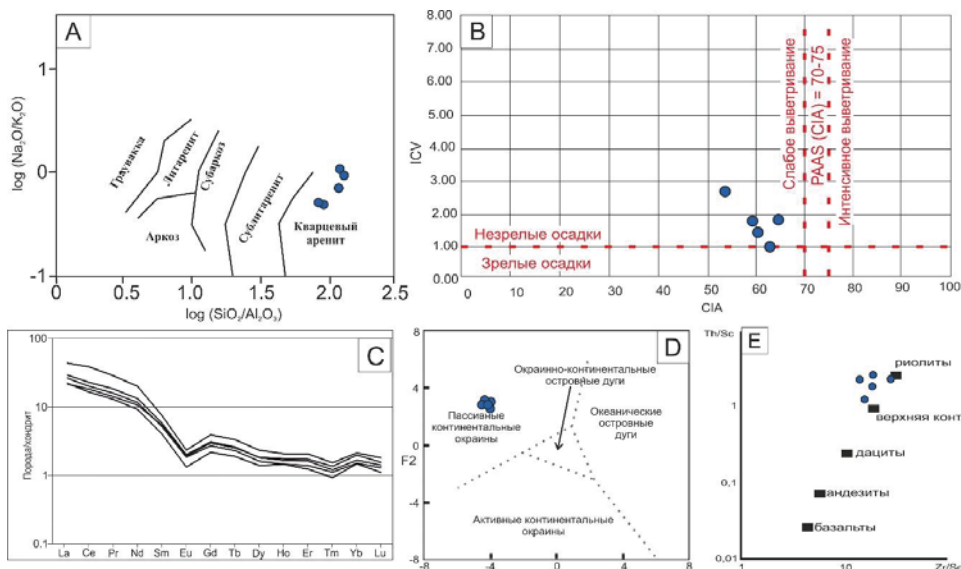 A
log (Na₂O/K₂O)
1
0
-1
Граувакка
Литаренит
Субаркоз
Аркоз
Сублитаренит
Кварцевый
аренит
0
0.5
1.0
1.5
2.0
2.5
log (SiO₂/Al₂O₃)
B
ICV
1.00
8.00
7.00
6.00
5.00
4.00
3.00
2.00
1.00
0.00
Слабое выветривание
PAAS (CIA) = 70-75
Интенсивное выветривание
Незрелые осадки
Зрелые осадки
0
10
20
30
40
50
60
70
80
90
100
CIA
C
Порода/хондрит
100
10
1
0.1
La Ce Pr Nd Sm Eu Gd Tb Dy Ho Er Tm Yb Lu
D
8
4
0
F2
-4
-8
Окраинно-континентальные
островные дуги
Пассивные
континентальные
окраины
Океанические
островные
дуги
Активные континентальные
окраины
-8
-4
0
4
8
E
Th/Sc
1
0,1
0,01
риолиты
верхняя конт
дациты
андезиты
базальты
1
10
Zr/Sc